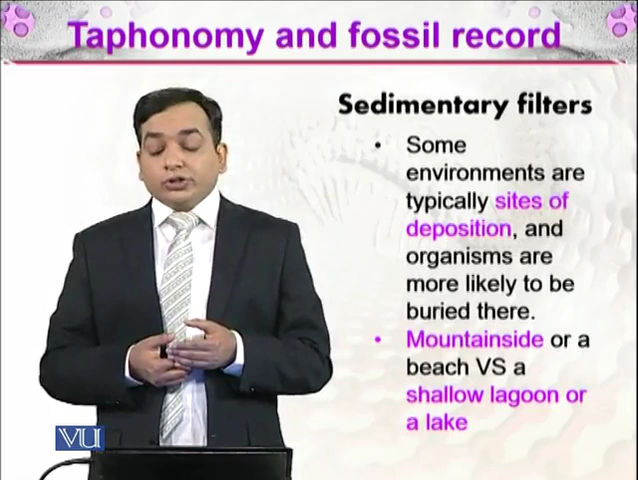 Taphonomy and fossil record
Sedimentary filters
• Some
environments are
typically sites of
deposition, and
organisms are
more likely to be
buried there.
• Mountainside or a
beach VS a
shallow lagoon or
a lake
VU